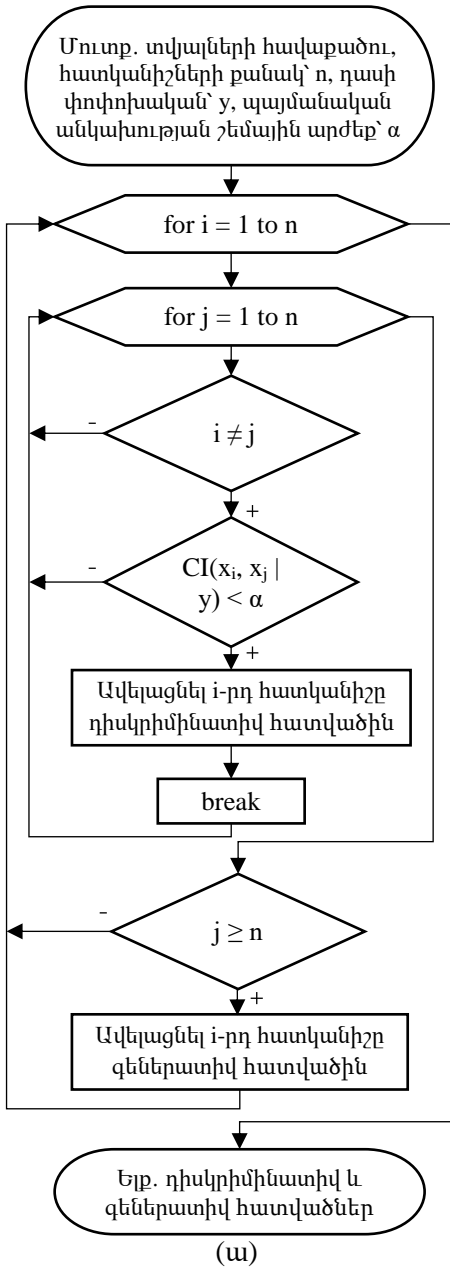 Մուտք. տվյալների հավաքածու,
հատկանիշների քանակ՝ n, դասի
փոփոխական՝ y, պայմանական
անկախության շեմային արժեք՝ α
for i = 1 to n
for j = 1 to n
i ≠ j
-
+
CI(xᵢ, xⱼ |
y) < α
-
+
Ավելացնել i-րդ հատկանիշը
դիսկրիմինատիվ հատվածին
break
j ≥ n
-
+
Ավելացնել i-րդ հատկանիշը
գեներատիվ հատվածին
Ելք. դիսկրիմինատիվ և
գեներատիվ հատվածներ
(ա)